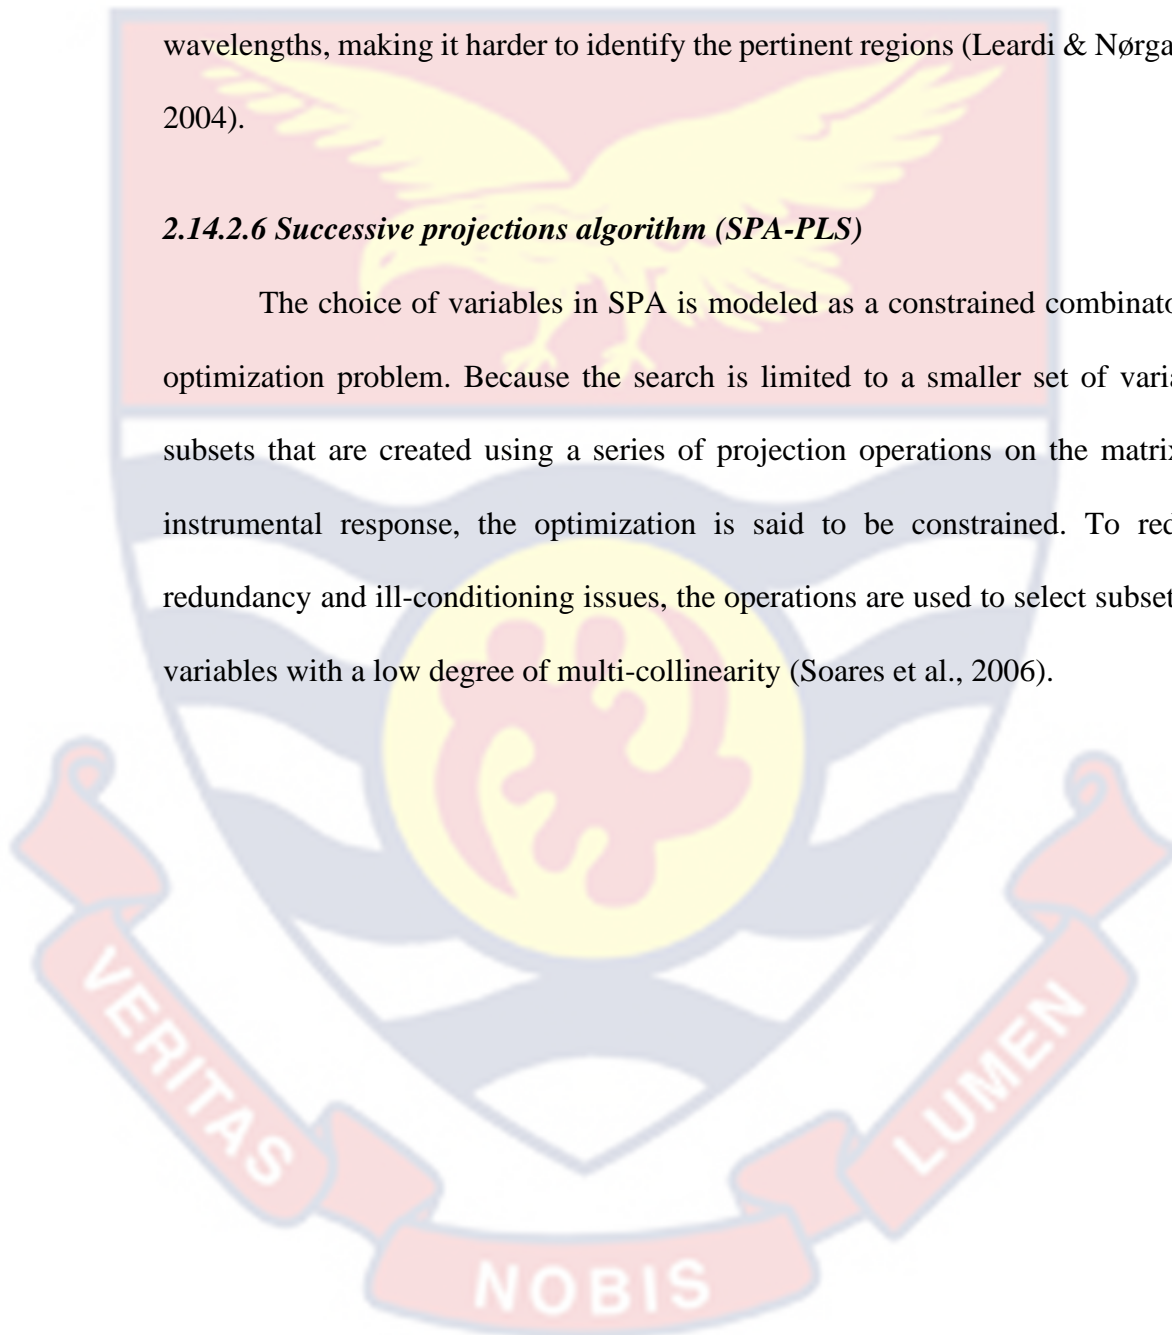 wavelengths, making it harder to identify the pertinent regions (Leardi & Nørga
2004).
2.14.2.6 Successive projections algorithm (SPA-PLS)
The choice of variables in SPA is modeled as a constrained combinato
optimization problem. Because the search is limited to a smaller set of varia
subsets that are created using a series of projection operations on the matrix
instrumental response, the optimization is said to be constrained. To red
redundancy and ill-conditioning issues, the operations are used to select subset
variables with a low degree of multi-collinearity (Soares et al., 2006).
VERITAS
NOBIS
LUMEN